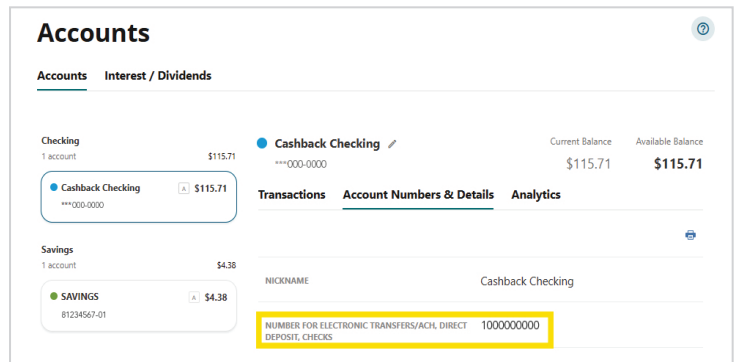 Accounts
Accounts Interest / Dividends
Checking
1 account $115.71
Cashback Checking A $115.71
***000-0000
Savings
1 account $4.38
SAVINGS A $4.38
81234567-01
Cashback Checking
***000-0000
Current Balance Available Balance
$115.71 $115.71
Transactions Account Numbers & Details Analytics
NICKNAME Cashback Checking
NUMBER FOR ELECTRONIC TRANSFERS/ACH, DIRECT 1000000000
DEPOSIT, CHECKS